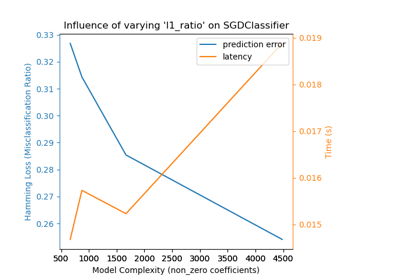 Influence of varying 'l1_ratio' on SGDClassifier
prediction error
latency
0.33
0.32
0.31
0.30
0.29
0.28
0.27
0.26
Hamming Loss (Misclassification Ratio)
0.019
0.018
0.017
0.016
0.015
Time (s)
500 1000 1500 2000 2500 3000 3500 4000 4500
Model Complexity (non_zero coefficients)